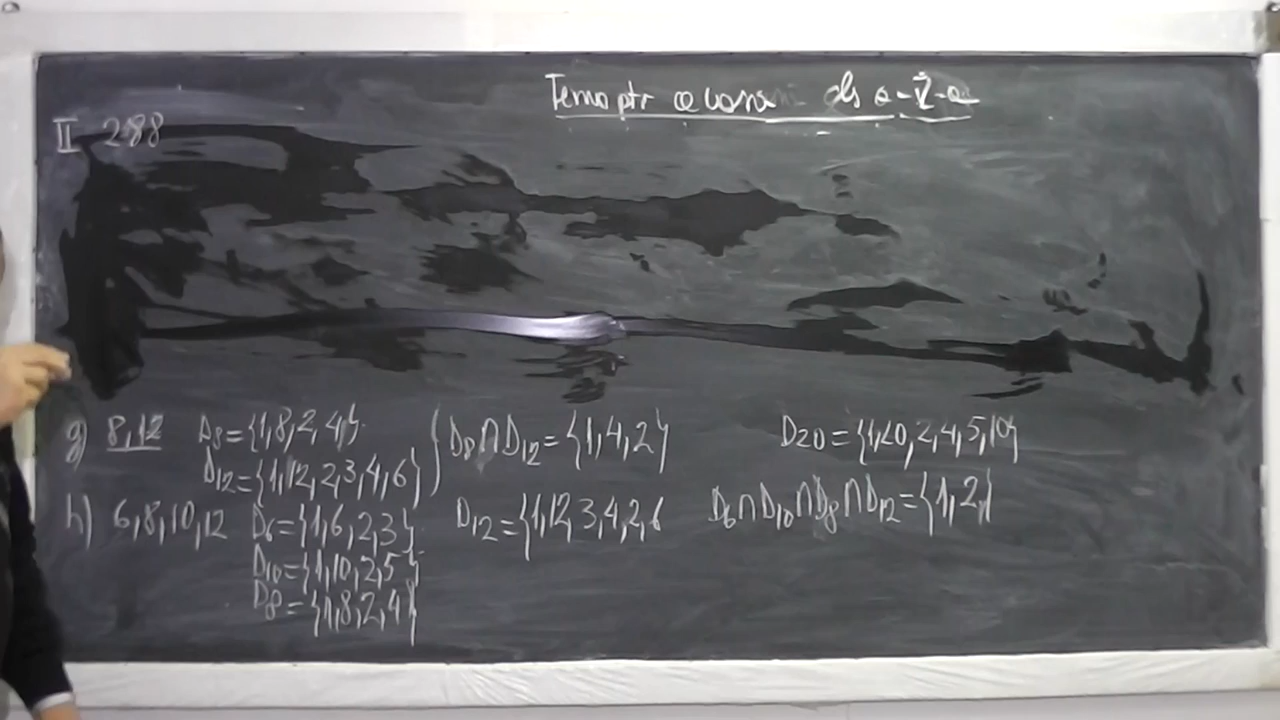 Tema ptr acasă cls a-V-a
II 288
g) 8,12 D8={1,8,2,4}
D12={1,12,2,3,4,6}
D8∩D12={1,4,2}
D20={1,20,2,4,5,10}
h) 6,8,10,12 D6={1,6,2,3}
D10={1,10,2,5}
D8={1,8,2,4}
D12={1,12,3,4,2,6
D6∩D10∩D8∩D12={1,2,}